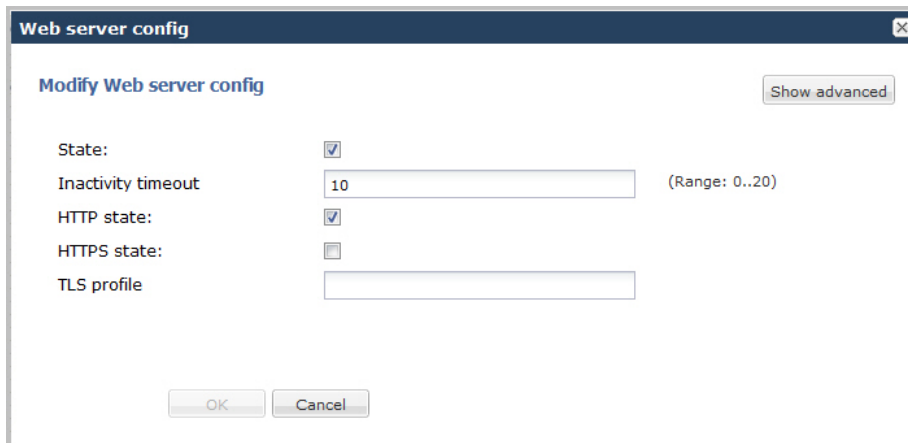 Web server config
Modify Web server config
Show advanced
State:
Inactivity timeout 10 (Range: 0..20)
HTTP state:
HTTPS state:
TLS profile
OK Cancel